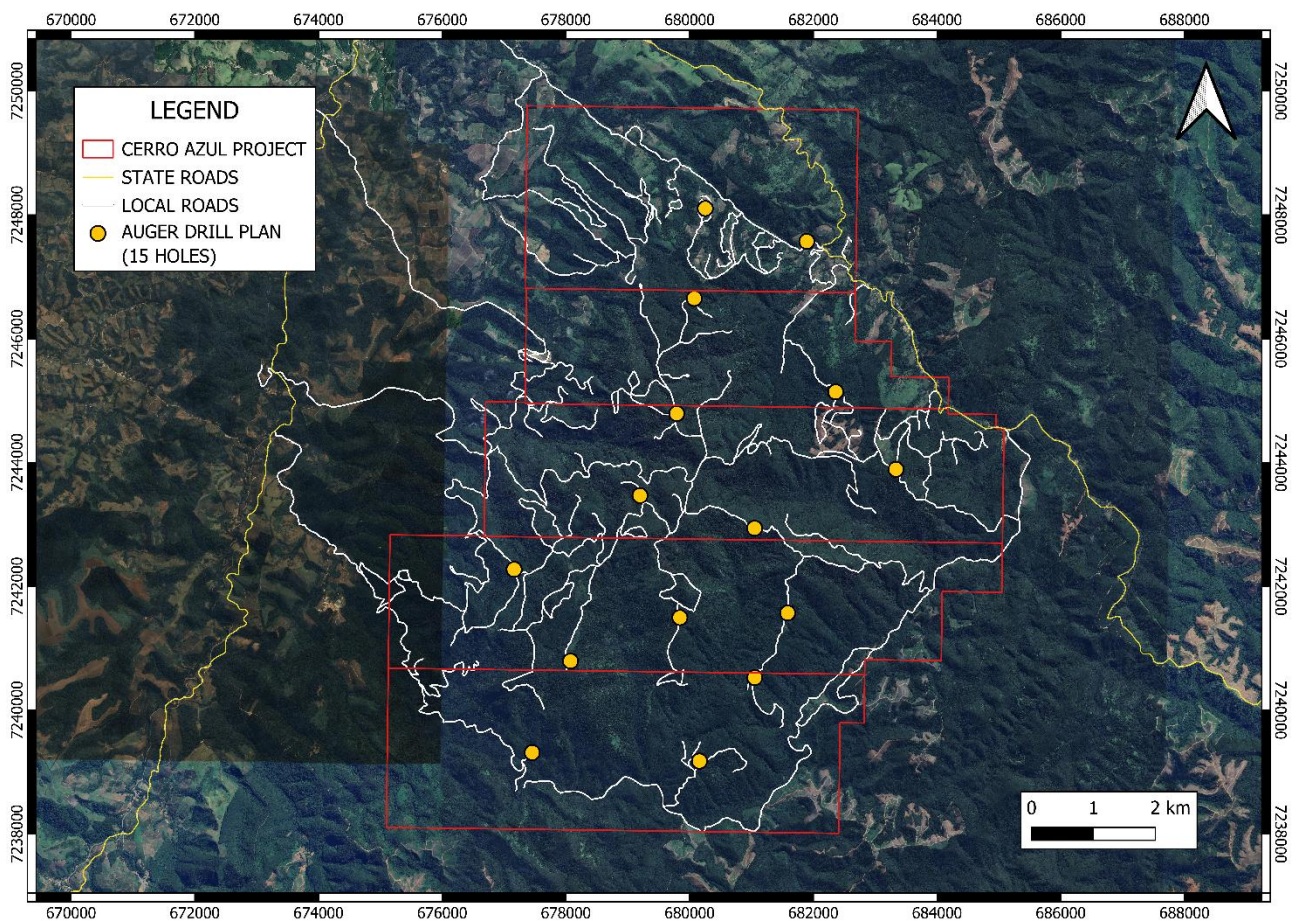 670000 672000 674000 676000 678000 680000 682000 684000 686000 688000
7250000
7248000
7246000
7244000
7242000
7240000
7238000
LEGEND
CERRO AZUL PROJECT
STATE ROADS
LOCAL ROADS
AUGER DRILL PLAN
(15 HOLES)
0 1 2 km
7250000
7248000
7246000
7244000
7242000
7240000
7238000
670000 672000 674000 676000 678000 680000 682000 684000 686000 688000